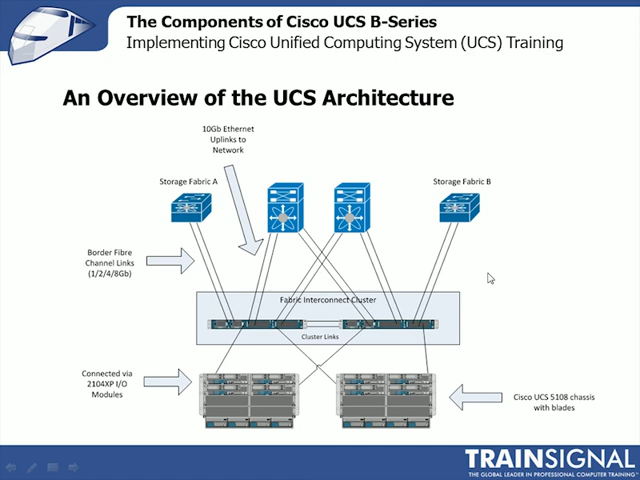 The Components of Cisco UCS B-Series
Implementing Cisco Unified Computing System (UCS) Training
An Overview of the UCS Architecture
10Gb Ethernet
Uplinks to
Network
Storage Fabric A
Storage Fabric B
Border Fibre
Channel Links
(1/2/4/8Gb)
Fabric Interconnect Cluster
Cluster Links
Connected via
2104XP I/O
Modules
Cisco UCS 5108 chassis
with blades
TRAINSIGNAL
THE GLOBAL LEADER IN PROFESSIONAL COMPUTER TRAINING™